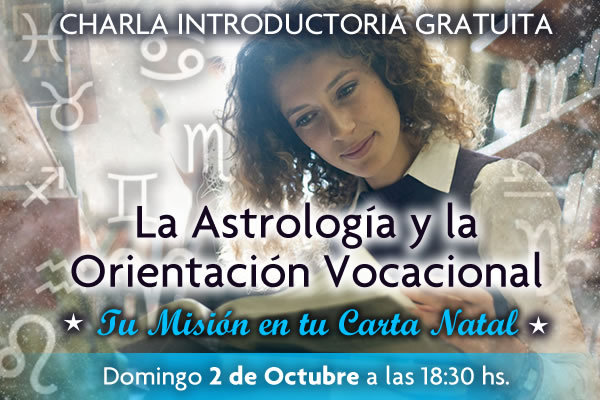 CHARLA INTRODUCTORIA GRATUITA
La Astrología y la
Orientación Vocacional
★ Tu Misión en tu Carta Natal ★
Domingo 2 de Octubre a las 18:30 hs.